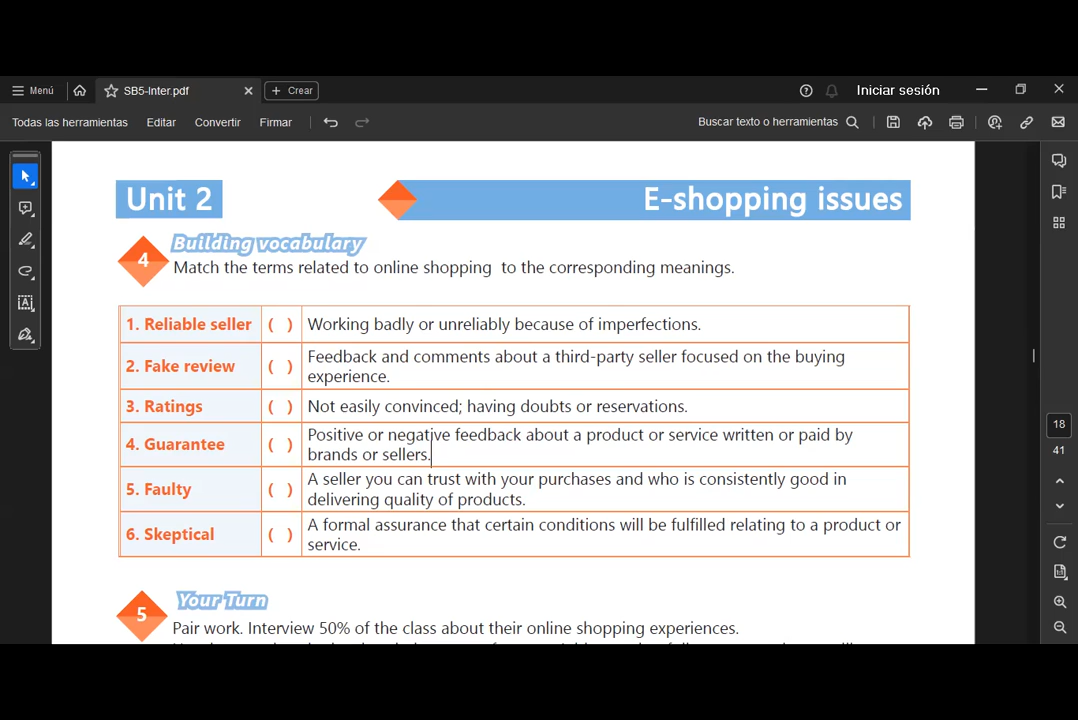 Menú
SB5-Inter.pdf
Crear
Iniciar sesión
Todas las herramientas Editar Convertir Firmar
Buscar texto o herramientas
Unit 2
E-shopping issues
4
Building vocabulary
Match the terms related to online shopping to the corresponding meanings.
1. Reliable seller ( ) Working badly or unreliably because of imperfections.
2. Fake review ( ) Feedback and comments about a third-party seller focused on the buying
experience.
3. Ratings ( ) Not easily convinced; having doubts or reservations.
4. Guarantee ( ) Positive or negative feedback about a product or service written or paid by
brands or sellers.
5. Faulty ( ) A seller you can trust with your purchases and who is consistently good in
delivering quality of products.
6. Skeptical ( ) A formal assurance that certain conditions will be fulfilled relating to a product or
service.
5
Your Turn
Pair work. Interview 50% of the class about their online shopping experiences.
18
41